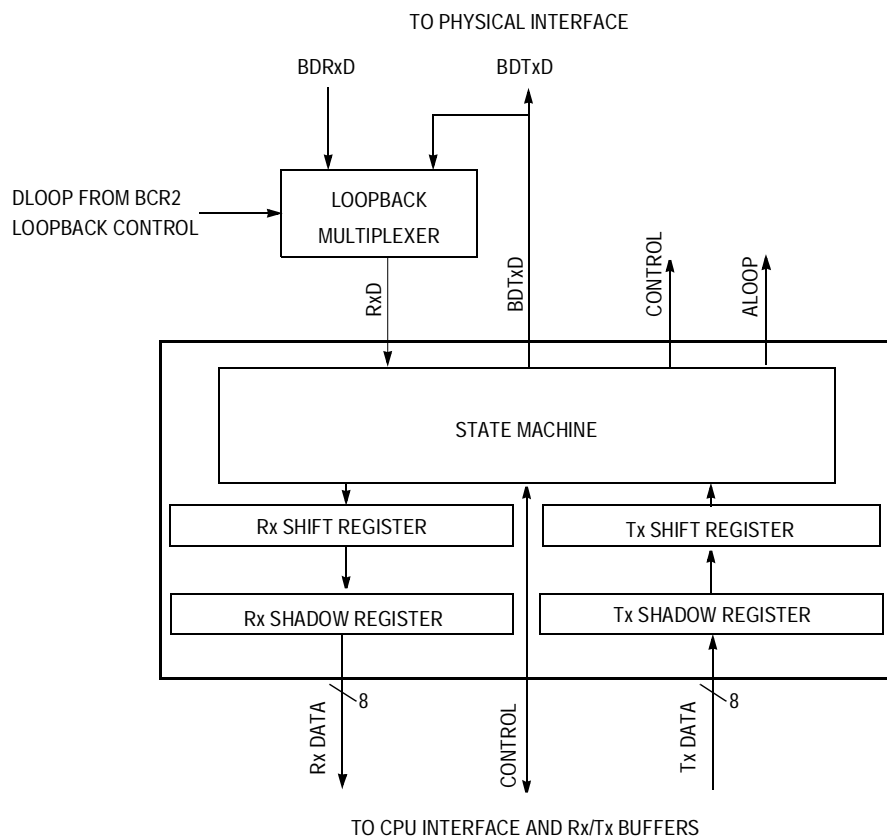 TO PHYSICAL INTERFACE
BDRxD
BDTxD
DLOOP FROM BCR2
LOOPBACK CONTROL
LOOPBACK
MULTIPLEXER
RxD
BDTxD
CONTROL
ALOOP
STATE MACHINE
Rx SHIFT REGISTER
Tx SHIFT REGISTER
Rx SHADOW REGISTER
Tx SHADOW REGISTER
8
8
Rx DATA
CONTROL
Tx DATA
TO CPU INTERFACE AND Rx/Tx BUFFERS